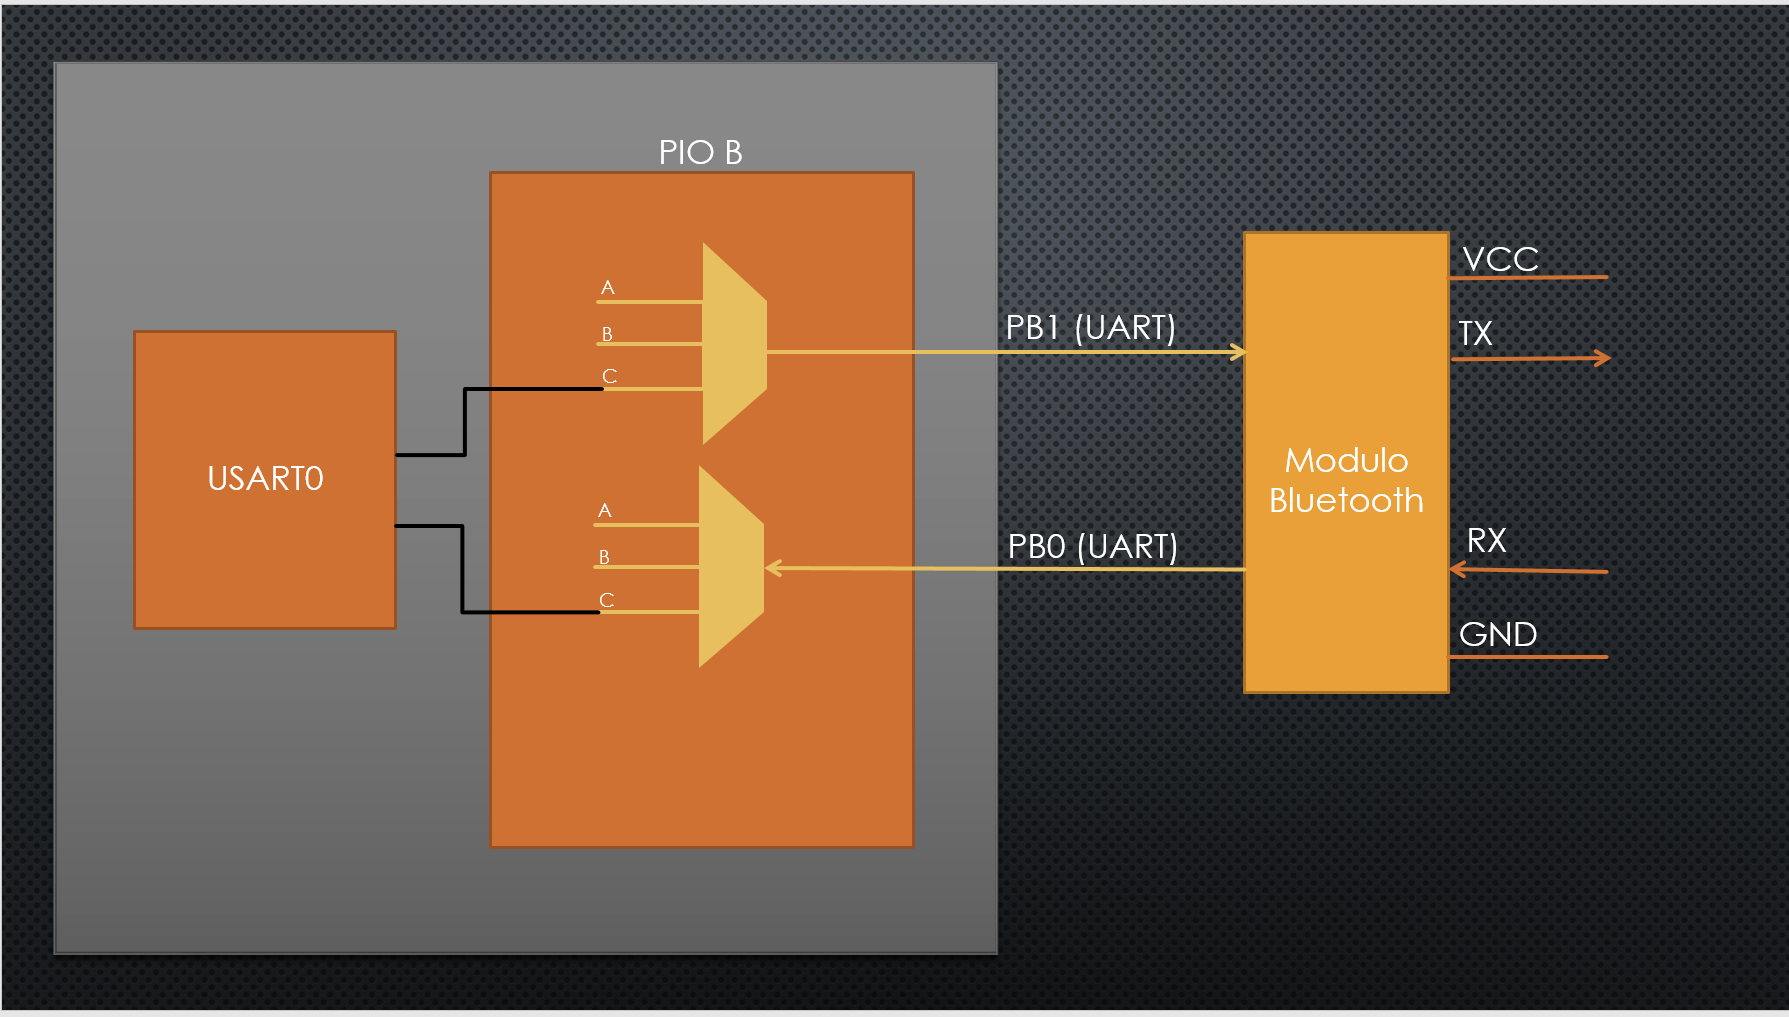 PIO B
A
B
C
USART0
A
B
C
PB1 (UART)
PB0 (UART)
Modulo
Bluetooth
VCC
TX
RX
GND